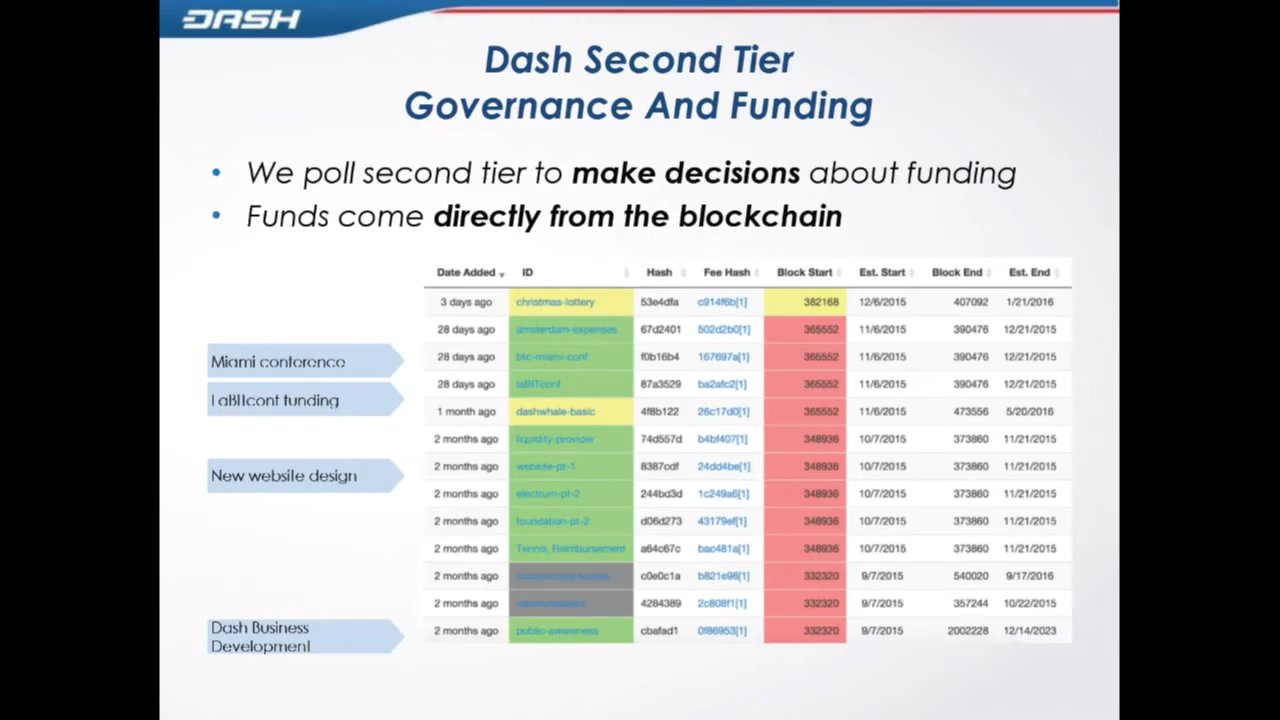 DASH
Dash Second Tier
Governance And Funding
• We poll second tier to make decisions about funding
• Funds come directly from the blockchain
Date Added ID Hash Fee Hash Block Start Est. Start Block End Est. End
3 days ago christmas-lottery 53e4dfa c914f6b[1] 382168 12/6/2015 407092 1/21/2016
28 days ago amsterdam-expenses 67d2401 502d2b0[1] 365552 11/6/2015 390476 12/21/2015
Miami conference
28 days ago btc-miami-conf f0b16b4 167697a[1] 365552 11/6/2015 390476 12/21/2015
28 days ago laBITconf 87a3529 ba2afc2[1] 365552 11/6/2015 390476 12/21/2015
LaBITconf funding
1 month ago dashwhale-basic 4f8b122 26c17d0[1] 365552 11/6/2015 473556 5/20/2016
2 months ago liquidity-provider 74d557d b4bf407[1] 348936 10/7/2015 373860 11/21/2015
New website design
2 months ago website-pt-1 8387cdf 24dd4be[1] 348936 10/7/2015 373860 11/21/2015
2 months ago electrum-pt-2 244bd3d 1c249a6[1] 348936 10/7/2015 373860 11/21/2015
2 months ago foundation-pt-2 d06d273 43179ef[1] 348936 10/7/2015 373860 11/21/2015
2 months ago Tennis_Reimbursement a64c67c bac481a[1] 348936 10/7/2015 373860 11/21/2015
2 months ago c0e0c1a b821e98[1] 332320 9/7/2015 540020 9/17/2016
2 months ago 4284389 2c808f1[1] 332320 9/7/2015 357244 10/22/2015
Dash Business
Development
2 months ago public-awareness cbafad1 0f86953[1] 332320 9/7/2015 2002228 12/14/2023